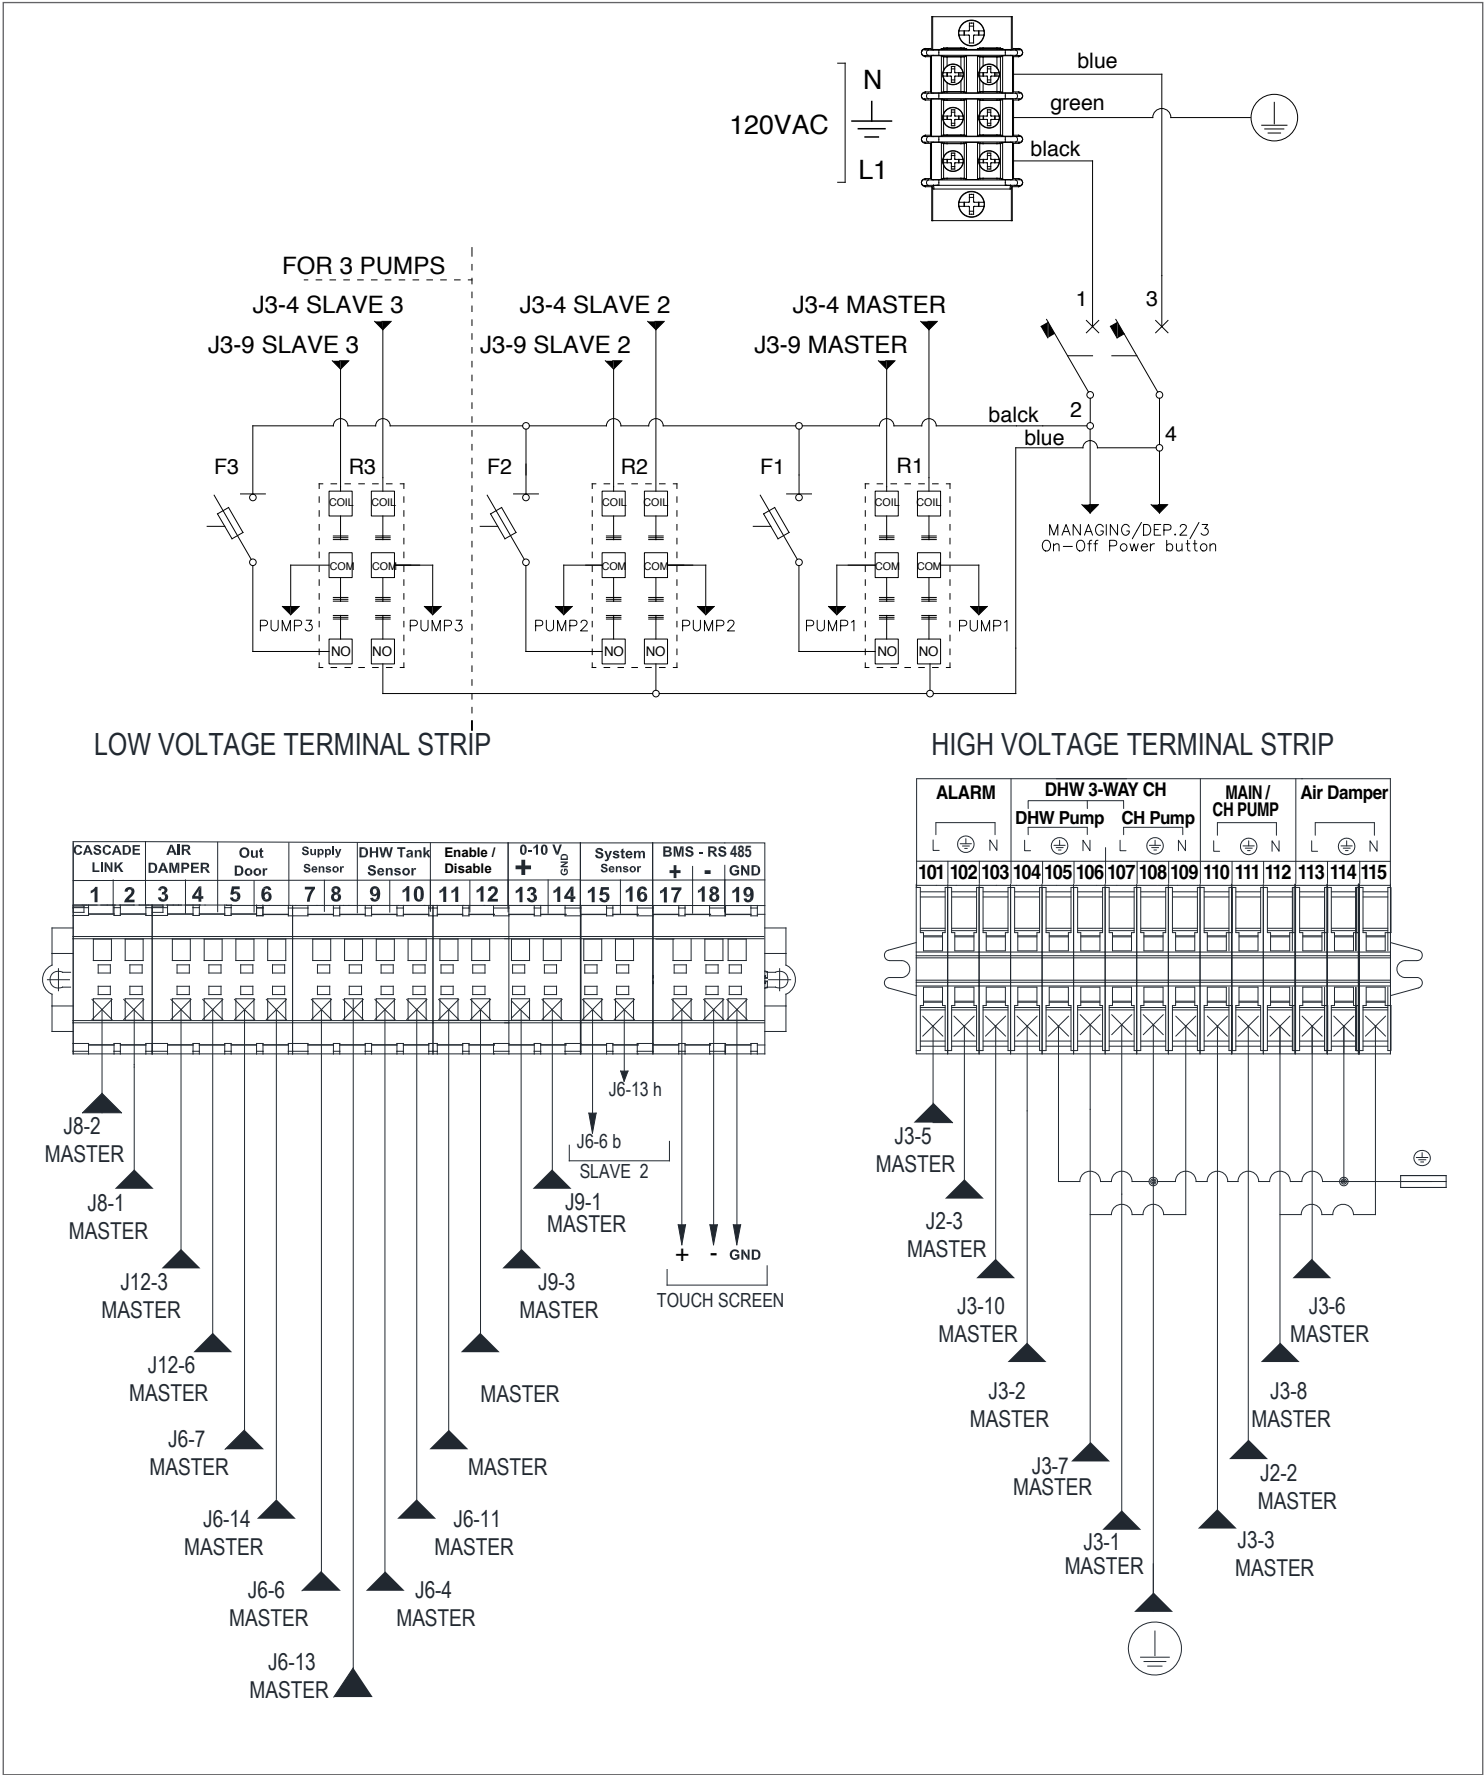 blue
N
green
120VAC
black
L1
FOR 3 PUMPS
J3-4 SLAVE 3
J3-4 SLAVE 2
J3-4 MASTER
1
3
J3-9 SLAVE 3
J3-9 SLAVE 2
J3-9 MASTER
balck
2
blue
4
F3
R3
F2
R2
F1
R1
COIL COIL
COIL COIL
COIL COIL
MANAGING/DEP.2/3
On-Off Power button
COM COM
COM COM
COM COM
PUMP3 PUMP3
PUMP2 PUMP2
PUMP1 PUMP1
NO NO
NO NO
NO NO
LOW VOLTAGE TERMINAL STRIP
HIGH VOLTAGE TERMINAL STRIP
ALARM
DHW 3-WAY CH
MAIN /
CH PUMP
Air Damper
DHW Pump
CH Pump
L N L N L N L N L N
101 102 103 104 105 106 107 108 109 110 111 112 113 114 115
CASCADE
LINK
AIR
DAMPER
Out
Door
Supply
Sensor
DHW Tank
Sensor
Enable /
Disable
0-10 V
+ GND
System
Sensor
BMS - RS 485
+ - GND
1 2 3 4 5 6 7 8 9 10 11 12 13 14 15 16 17 18 19
J6-13 h
J8-2
MASTER
J6-6 b
SLAVE 2
J3-5
MASTER
J8-1
MASTER
J9-1
MASTER
J2-3
MASTER
+ - GND
TOUCH SCREEN
J12-3
MASTER
J9-3
MASTER
J3-10
MASTER
J3-6
MASTER
J12-6
MASTER
MASTER
J3-2
MASTER
J3-8
MASTER
J6-7
MASTER
MASTER
J3-7
MASTER
J2-2
MASTER
J6-14
MASTER
J6-11
MASTER
J3-1
MASTER
J3-3
MASTER
J6-6
MASTER
J6-4
MASTER
J6-13
MASTER